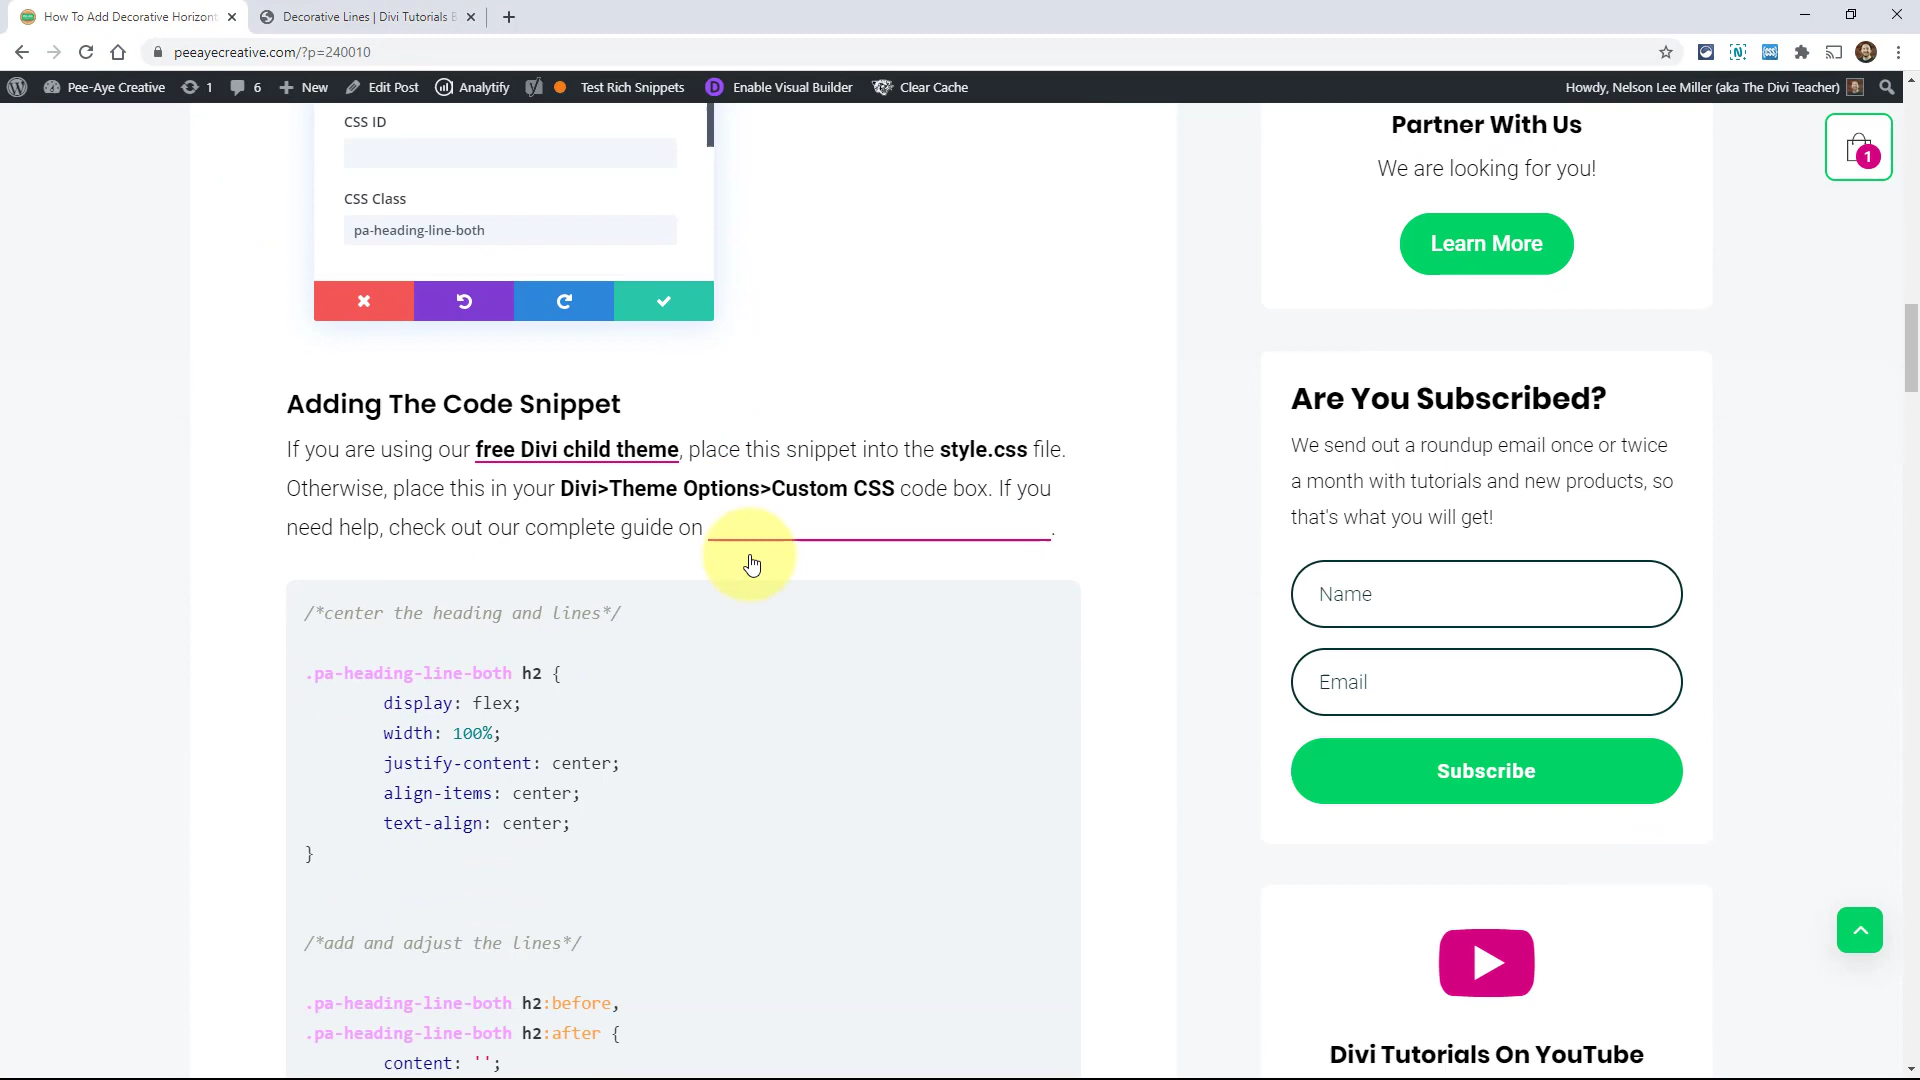 How To Add Decorative Horizont
Decorative Lines | Divi Tutorials B
peeayecreative.com/?p=240010
Pee-Aye Creative
1
6
New
Edit Post
Analytify
Test Rich Snippets
D
Enable Visual Builder
Clear Cache
Howdy, Nelson Lee Miller (aka The Divi Teacher)
CSS ID
CSS Class
pa-heading-line-both
Adding The Code Snippet
If you are using our free Divi child theme, place this snippet into the style.css file.
Otherwise, place this in your Divi>Theme Options>Custom CSS code box. If you
need help, check out our complete guide on .
/*center the heading and lines*/
.pa-heading-line-both h2 {
display: flex;
width: 100%;
justify-content: center;
align-items: center;
text-align: center;
}
/*add and adjust the lines*/
.pa-heading-line-both h2:before,
.pa-heading-line-both h2:after {
content: '';
Partner With Us
We are looking for you!
Learn More
1
Are You Subscribed?
We send out a roundup email once or twice
a month with tutorials and new products, so
that's what you will get!
Name
Email
Subscribe
Divi Tutorials On YouTube